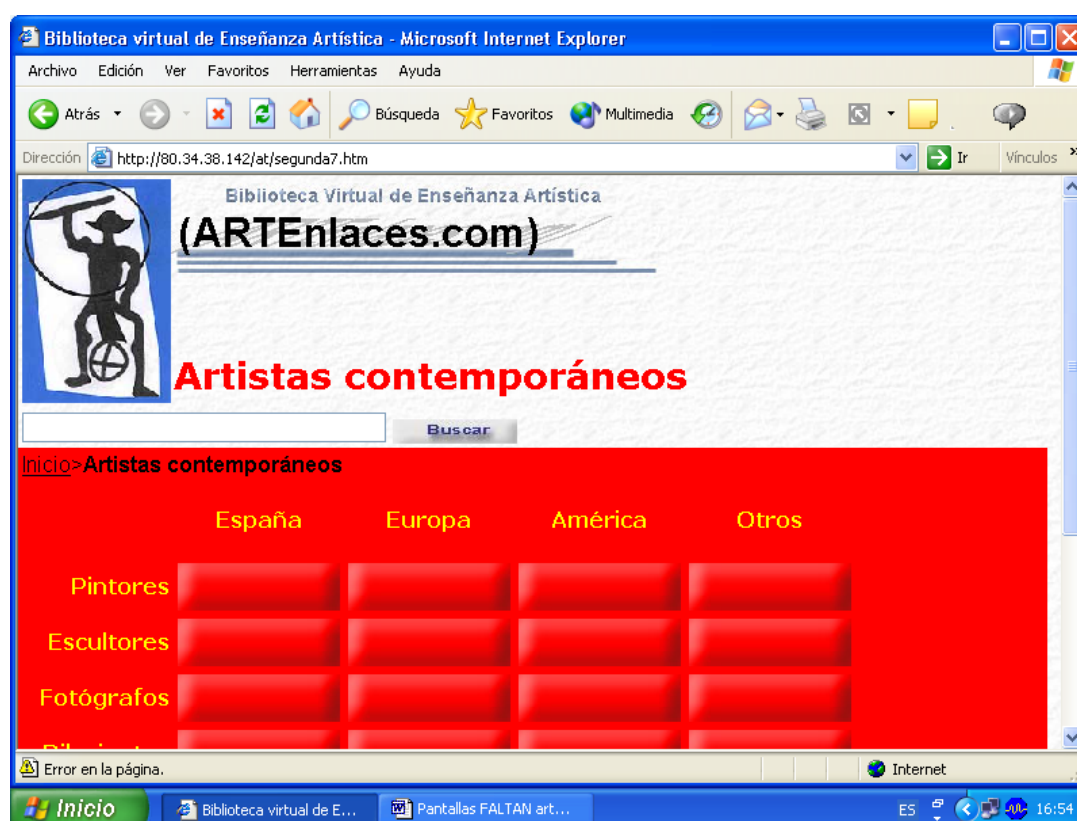 Biblioteca virtual de Enseñanza Artística - Microsoft Internet Explorer
Archivo Edición Ver Favoritos Herramientas Ayuda
Atrás Búsqueda Favoritos Multimedia
Dirección http://80.34.38.142/at/segunda7.htm Ir Vínculos »
Biblioteca Virtual de Enseñanza Artística
(ARTEnlaces.com)
Artistas contemporáneos
Buscar
Inicio>Artistas contemporáneos
España Europa América Otros
Pintores
Escultores
Fotógrafos
Error en la página. Internet
Inicio Biblioteca virtual de E... Pantallas FALTAN art... ES 16:54